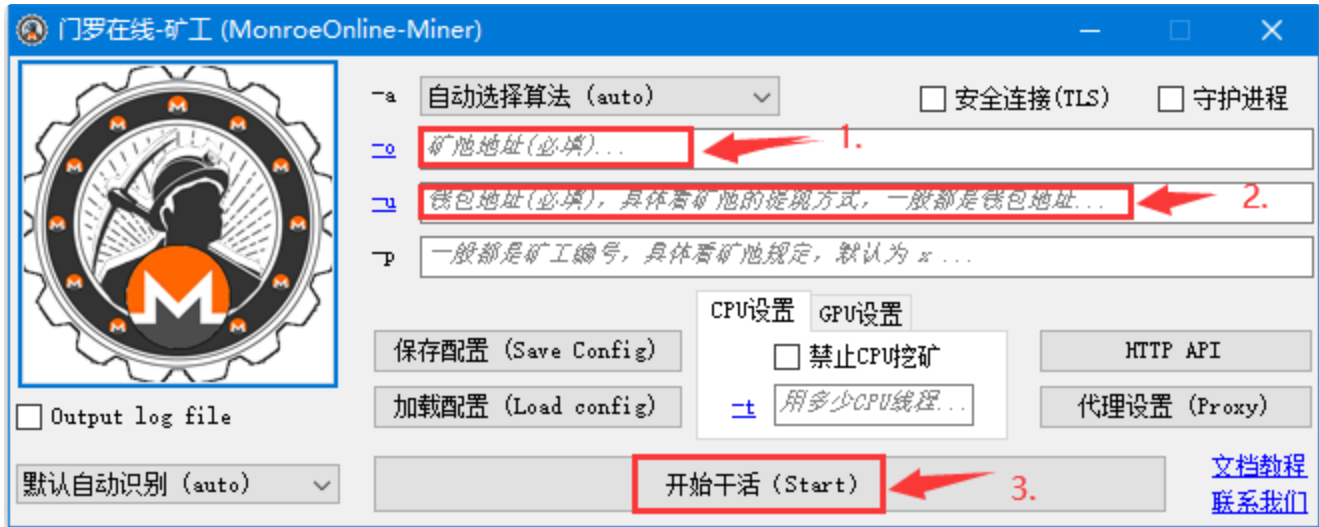 门罗在线-矿工 (MonroeOnline-Miner)
-a 自动选择算法 (auto) 安全连接(TLS) 守护进程
-o 矿池地址(必填)... 1.
-u 钱包地址(必填), 具体看矿池的提现方式, 一般都是钱包地址... 2.
-p 一般都是矿工编号, 具体看矿池规定, 默认为 x ...
CPU设置 GPU设置
保存配置 (Save Config) 禁止CPU挖矿 HTTP API
加载配置 (Load config) -t 用多少CPU线程... 代理设置 (Proxy)
Output log file
默认自动识别 (auto) 开始干活 (Start) 3. 文档教程
联系我们